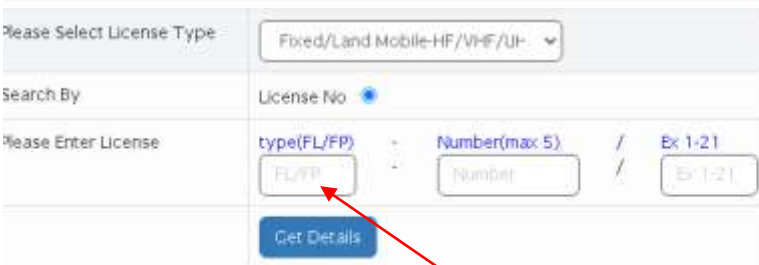 Please Select License Type
Fixed/Land Mobile-HF/VHF/UH
Search By
License No
Please Enter License
type(FL/FP) - Number(max 5) / Ex 1-21
FL/FP - Number / Ex 1-21
Get Details